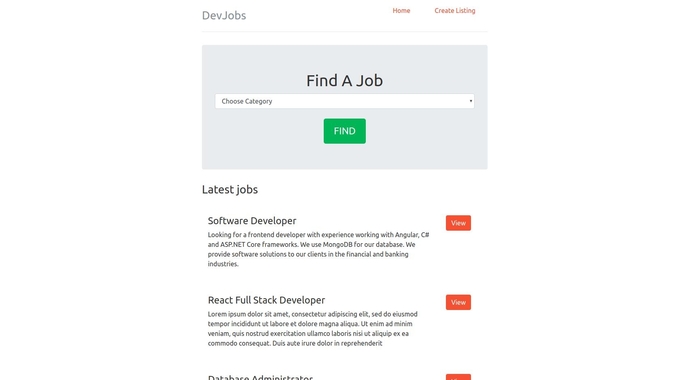 DevJobs
Home
Create Listing
Find A Job
Choose Category
FIND
Latest jobs
Software Developer
View
Looking for a frontend developer with experience working with Angular, C#
and ASP.NET Core frameworks. We use MongoDB for our database. We
provide software solutions to our clients in the financial and banking
industries.
React Full Stack Developer
View
Lorem ipsum dolor sit amet, consectetur adipiscing elit, sed do eiusmod
tempor incididunt ut labore et dolore magna aliqua. Ut enim ad minim
veniam, quis nostrud exercitation ullamco laboris nisi ut aliquip ex ea
commodo consequat. Duis aute irure dolor in reprehenderit
Database Administrator
View